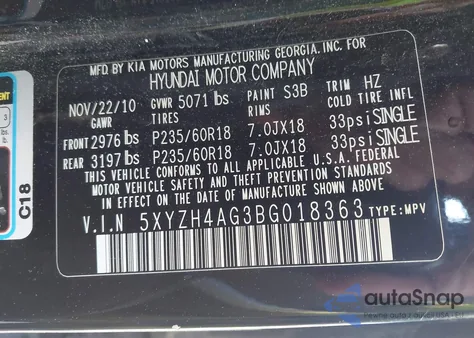 MFD. BY KIA MOTORS MANUFACTURING GEORGIA, INC. FOR
HYUNDAI MOTOR COMPANY
NOV/22/10 GVWR 5071 lbs PAINT S3B TRIM HZ
GAWR TIRES RIMS COLD TIRE INFL
FRONT 2976 lbs P235/60R18 7.0JX18 33psi SINGLE
REAR 3197 lbs P235/60R18 7.0JX18 33psi SINGLE
THIS VEHICLE CONFORMS TO ALL APPLICABLE U.S.A. FEDERAL
MOTOR VEHICLE SAFETY AND THEFT PREVENTION STANDARDS
IN EFFECT ON THE DATE OF MANUFACTURE SHOWN ABOVE.
V.I.N 5XYZH4AG3BG018363 TYPE: MPV
C18
3
lbs.
autoSnap